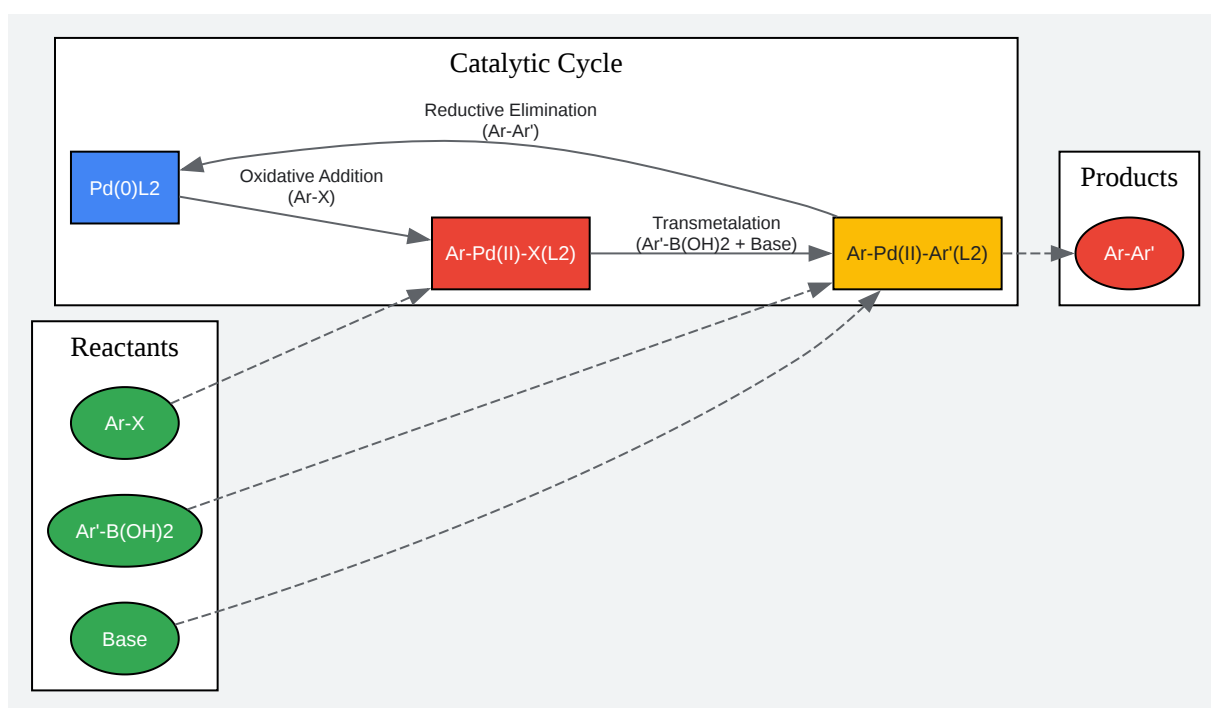 Catalytic Cycle
Reductive Elimination
(Ar-Ar')
Pd(0)L2
Oxidative Addition
(Ar-X)
Ar-Pd(II)-X(L2)
Transmetalation
(Ar'-B(OH)2 + Base)
Ar-Pd(II)-Ar'(L2)
Products
Ar-Ar'
Reactants
Ar-X
Ar'-B(OH)2
Base